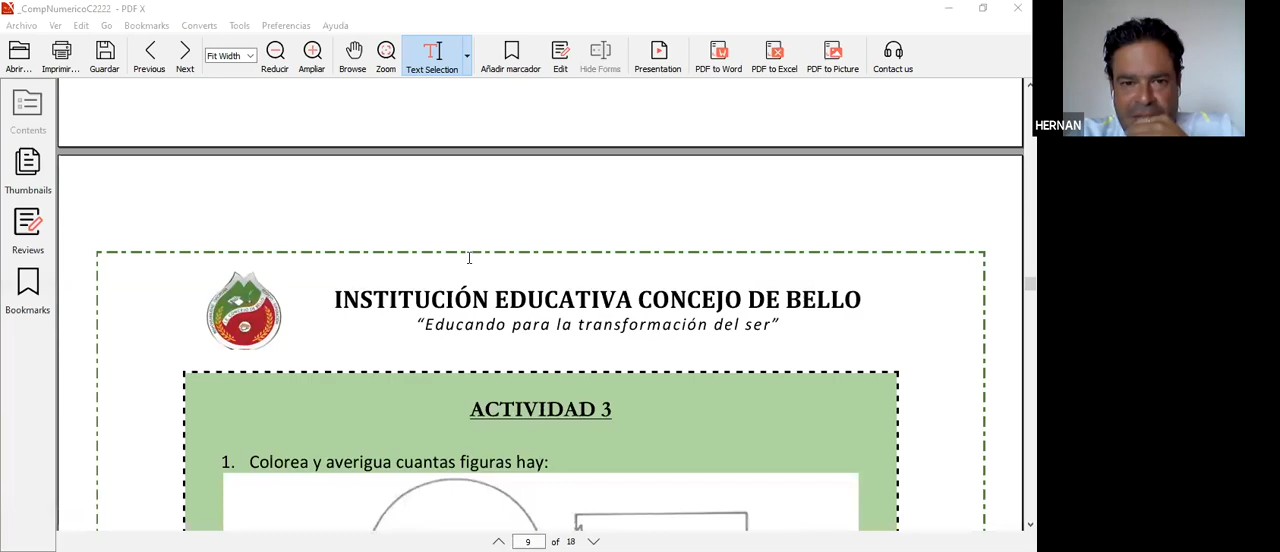 _CompNumericoC2222 - PDF X
Archivo Ver Edit Go Bookmarks Converts Tools Preferencias Ayuda
Abrir... Imprimir... Guardar Previous Next Fit Width Reducir Ampliar Browse Zoom Text Selection Añadir marcador Edit Hide Forms Presentation PDF to Word PDF to Excel PDF to Picture Contact us
Contents
Thumbnails
Reviews
Bookmarks
HERNAN
INSTITUCIÓN EDUCATIVA CONCEJO DE BELLO
“Educando para la transformación del ser”
ACTIVIDAD 3
1. Colorea y averigua cuantas figuras hay:
9 of 18